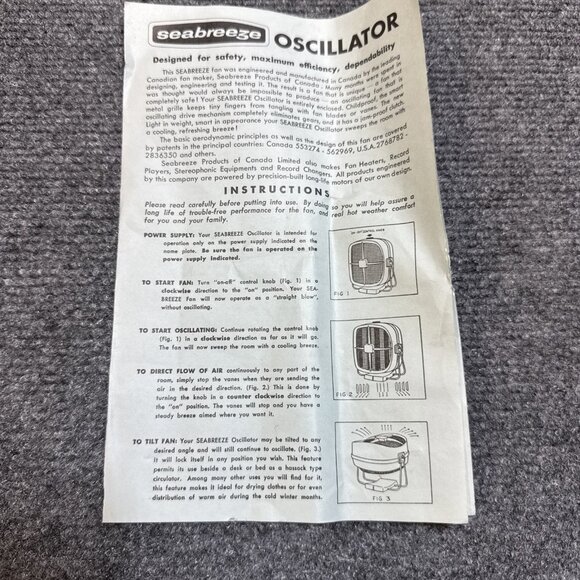 seabreeze OSCILLATOR
Designed for safety, maximum efficiency, dependability
This SEABREEZE fan was engineered and manufactured in Canada by the leading
Canadian fan maker, Seabreeze Products of Canada. Many months were spent in
designing, engineering and testing it. The result is a fan that is unique — a fan that
was thought would always be impossible to produce — an oscillating fan that is
completely safe! Your SEABREEZE Oscillator is entirely enclosed. Childproof, the smart
metal grille keeps tiny fingers from tangling with fan blades or vanes. The new
oscillating drive mechanism completely eliminates gears, and it has a jam-proof clutch.
Light in weight, smart in appearance your SEABREEZE Oscillator sweeps the room with
a cooling, refreshing breeze!
The basic aerodynamic principles as well as the design of this fan are covered
by patents in the principal countries: Canada 553274 - 562969, U.S.A. 2768782 -
2836350 and others.
Seabreeze Products of Canada Limited also makes Fan Heaters, Record
Players, Stereophonic Equipments and Record Changers. All products engineered
by this company are powered by precision-built long-life motors of our own design.
INSTRUCTIONS
Please read carefully before putting into use. By doing so you will help assure a
long life of trouble-free performance for the fan, and real hot weather comfort
for you and your family.
POWER SUPPLY: Your SEABREEZE Oscillator is intended for
operation only on the power supply indicated on the
name plate. Be sure the fan is operated on the
power supply indicated.
ON-OFF CONTROL KNOB
FIG 1
TO START FAN: Turn "on-off" control knob (Fig. 1) in a
clockwise direction to the "on" position. Your SEA-
BREEZE Fan will now operate as a "straight blow",
without oscillating.
TO START OSCILLATING: Continue rotating the control knob
(Fig. 1) in a clockwise direction as far as it will go.
The fan will now sweep the room with a cooling breeze.
FIG 2
TO DIRECT FLOW OF AIR continuously to any part of the
room, simply stop the vanes when they are sending the
air in the desired direction. (Fig. 2.) This is done by
turning the knob in a counter clockwise direction to
the "on" position. The vanes will stop and you have a
steady breeze aimed where you want it.
TO TILT FAN: Your SEABREEZE Oscillator may be tilted to any
desired angle and will still continue to oscillate. (Fig. 3.)
It will lock itself in any position you wish. This feature
permits its use beside a desk or bed as a hassock type
circulator. Among many other uses you will find for it,
this feature makes it ideal for drying clothes or for even
distribution of warm air during the cold winter months.
FIG 3